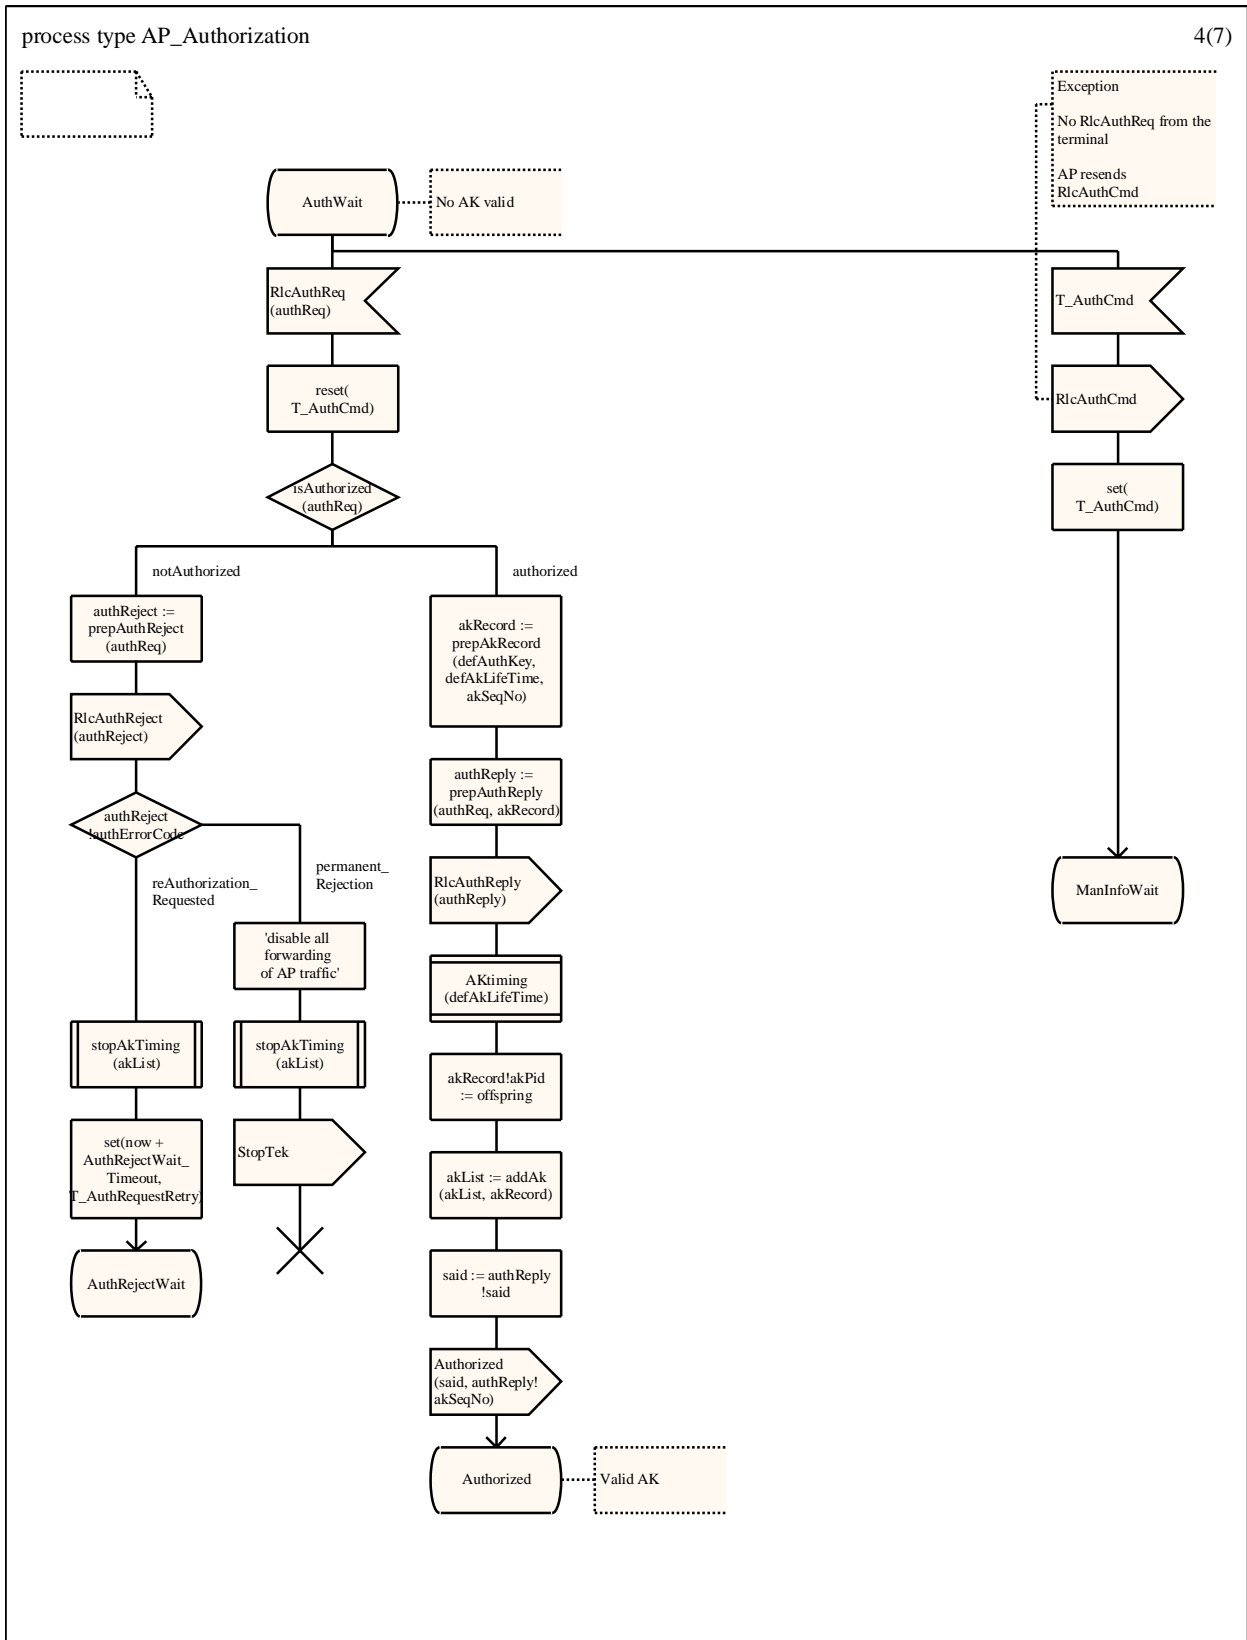 process type AP_Authorization
4(7)
Exception
No RlcAuthReq from the
terminal
AP resends
RlcAuthCmd
AuthWait
No AK valid
RlcAuthReq
(authReq)
T_AuthCmd
reset(
T_AuthCmd)
RlcAuthCmd
isAuthorized
(authReq)
set(
T_AuthCmd)
notAuthorized
authorized
authReject :=
prepAuthReject
(authReq)
akRecord :=
prepAkRecord
(defAuthKey,
defAkLifeTime,
akSeqNo)
RlcAuthReject
(authReject)
authReply :=
prepAuthReply
(authReq, akRecord)
authReject
!authErrorCode
reAuthorization_
Requested
permanent_
Rejection
RlcAuthReply
(authReply)
ManInfoWait
'disable all
forwarding
of AP traffic'
AKtiming
(defAkLifeTime)
stopAkTiming
(akList)
stopAkTiming
(akList)
akRecord!akPid
:= offspring
set(now +
AuthRejectWait_
Timeout,
T_AuthRequestRetry)
StopTek
akList := addAk
(akList, akRecord)
AuthRejectWait
said := authReply
!said
Authorized
(said, authReply!
akSeqNo)
Authorized
Valid AK